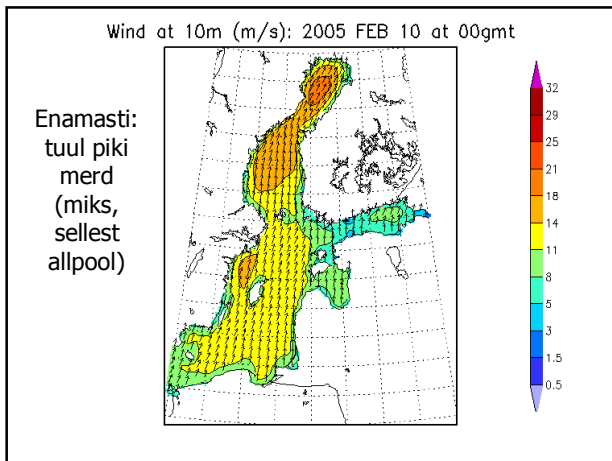 Wind at 10m (m/s): 2005 FEB 10 at 00gmt
Enamasti:
tuul piki
merd
(miks,
sellest
allpool)
32
29
25
21
18
14
11
8
5
3
1.5
0.5